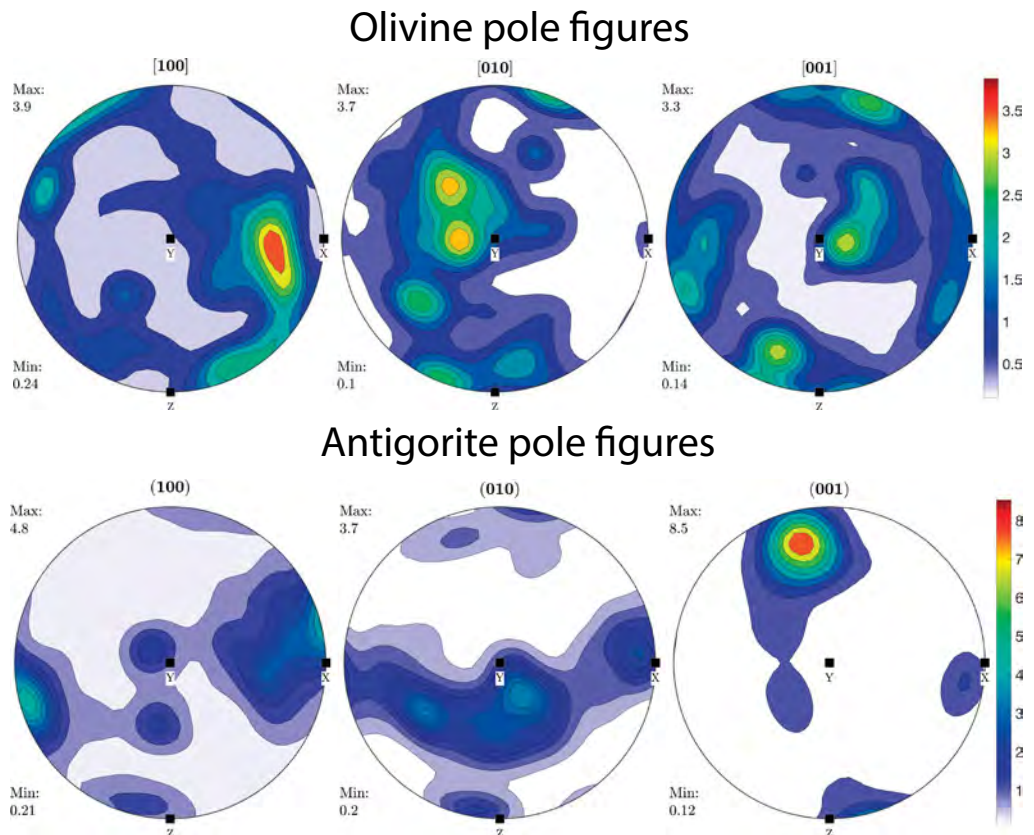 Olivine pole figures
[100]
[010]
[001]
Max:
3.9
Max:
3.7
Max:
3.3
3.5
3
2.5
2
1.5
1
0.5
Y
X
Y
X
Y
X
Min:
0.24
Min:
0.1
Min:
0.14
Z
Z
Z
Antigorite pole figures
(100)
(010)
(001)
Max:
4.8
Max:
3.7
Max:
8.5
8
7
6
5
4
3
2
1
Y
X
Y
X
Y
X
Min:
0.21
Min:
0.2
Min:
0.12
Z
Z
Z